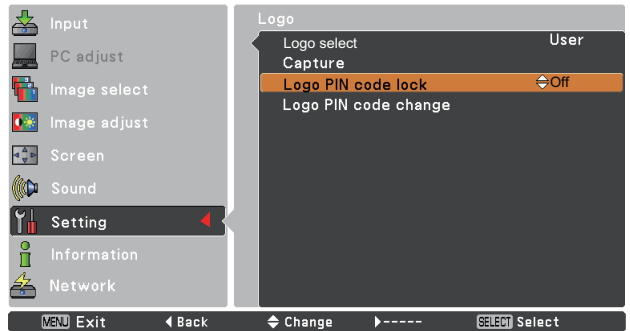 Input
PC adjust
Image select
Image adjust
Screen
Sound
Setting
Information
Network
Logo
Logo select User
Capture
Logo PIN code lock Off
Logo PIN code change
MENU Exit Back Change ----- SELECT Select